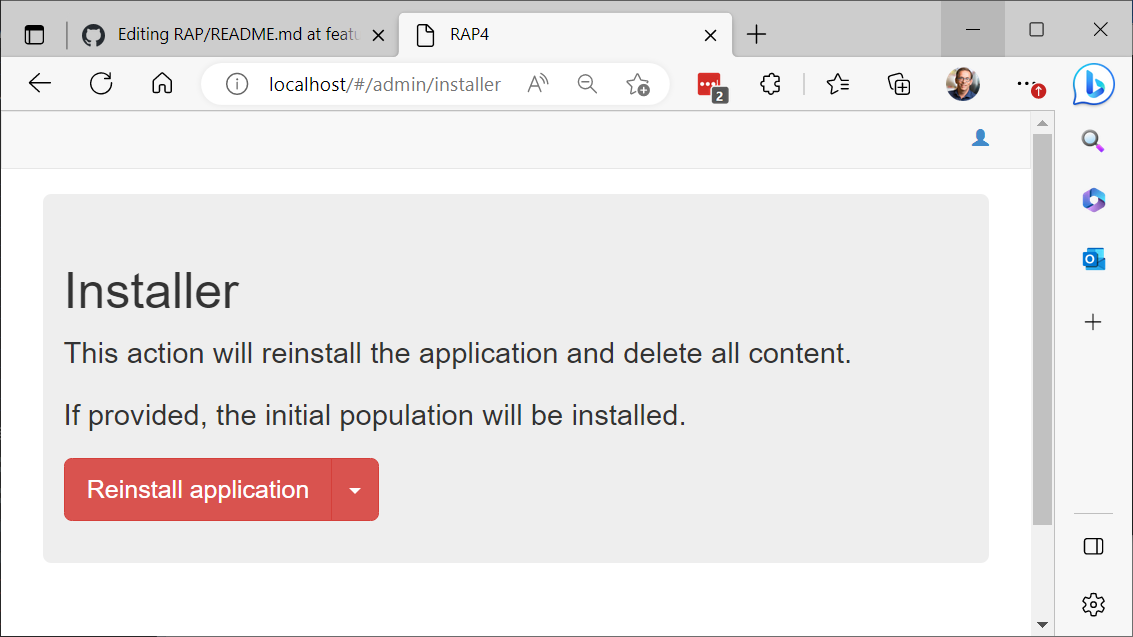 Editing RAP/README.md at featu
RAP4
localhost/#/admin/installer
2
Installer
This action will reinstall the application and delete all content.
If provided, the initial population will be installed.
Reinstall application